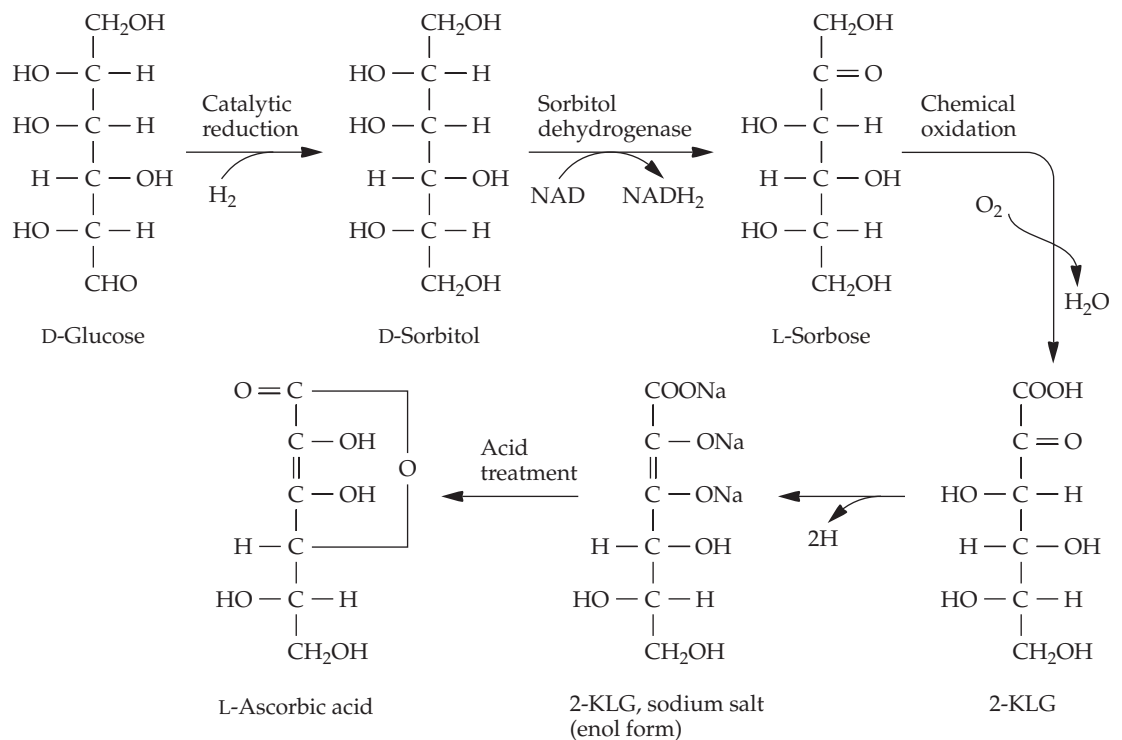 CH₂OH
HO — C — H
HO — C — H
H — C — OH
HO — C — H
CHO
D-Glucose
Catalytic
reduction
H₂
CH₂OH
HO — C — H
HO — C — H
H — C — OH
HO — C — H
CH₂OH
D-Sorbitol
Sorbitol
dehydrogenase
NAD
NADH₂
CH₂OH
C = O
HO — C — H
H — C — OH
HO — C — H
CH₂OH
L-Sorbose
Chemical
oxidation
O₂
H₂O
COOH
C = O
HO — C — H
H — C — OH
HO — C — H
CH₂OH
2-KLG
2H
COONa
C — ONa
C — ONa
H — C — OH
HO — C — H
CH₂OH
2-KLG, sodium salt
(enol form)
Acid
treatment
O = C
C — OH
O
C — OH
H — C
HO — C — H
CH₂OH
L-Ascorbic acid